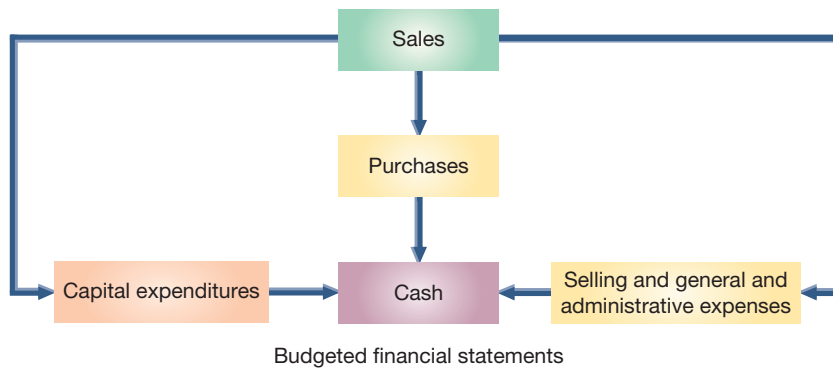 Sales
Purchases
Capital expenditures
Cash
Selling and general and
administrative expenses
Budgeted financial statements